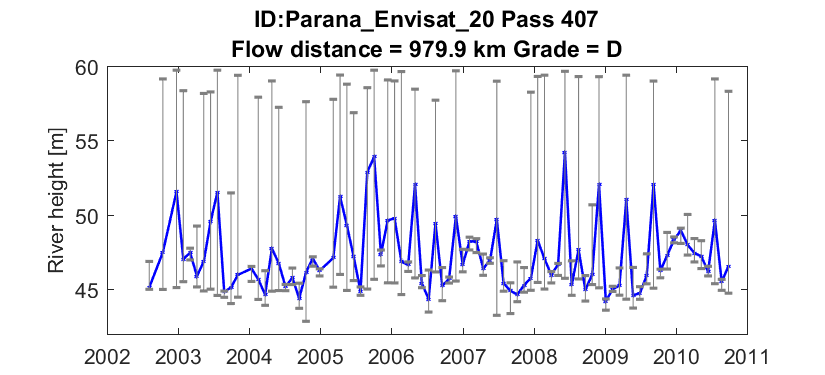 ID:Parana_Envisat_20 Pass 407
Flow distance = 979.9 km Grade = D
River height [m]
60
55
50
45
2002 2003 2004 2005 2006 2007 2008 2009 2010 2011